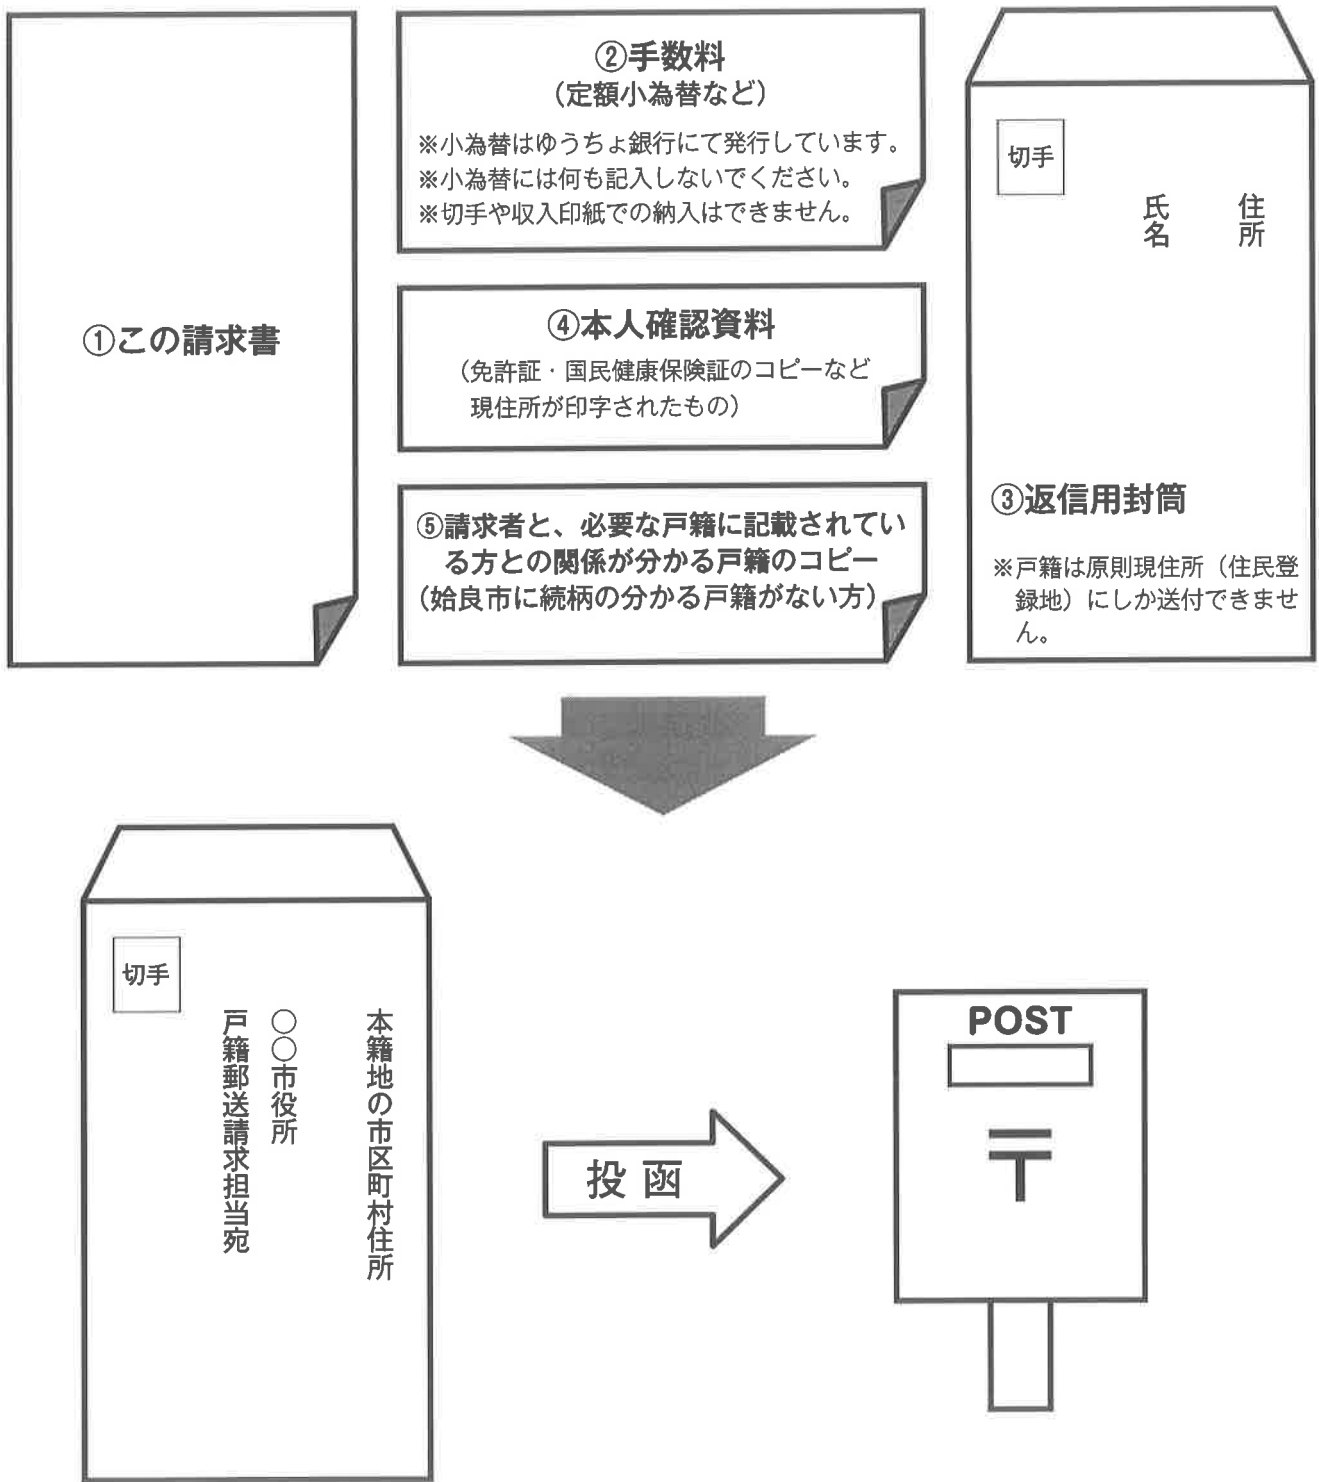 ①この請求書
②手数料
（定額小為替など）
※小為替はゆうちょ銀行にて発行しています。
※小為替には何も記入しないでください。
※切手や収入印紙での納入はできません。
④本人確認資料
（免許証・国民健康保険証のコピーなど
現住所が印字されたもの）
⑤請求者と、必要な戸籍に記載されてい
る方との関係が分かる戸籍のコピー
（姶良市に続柄の分かる戸籍がない方）
切手
住所
氏名
③返信用封筒
※戸籍は原則現住所（住民登
録地）にしか送付できませ
ん。
切手
本籍地の市区町村住所
○○市役所
戸籍郵送請求担当宛
投函
POST
〒